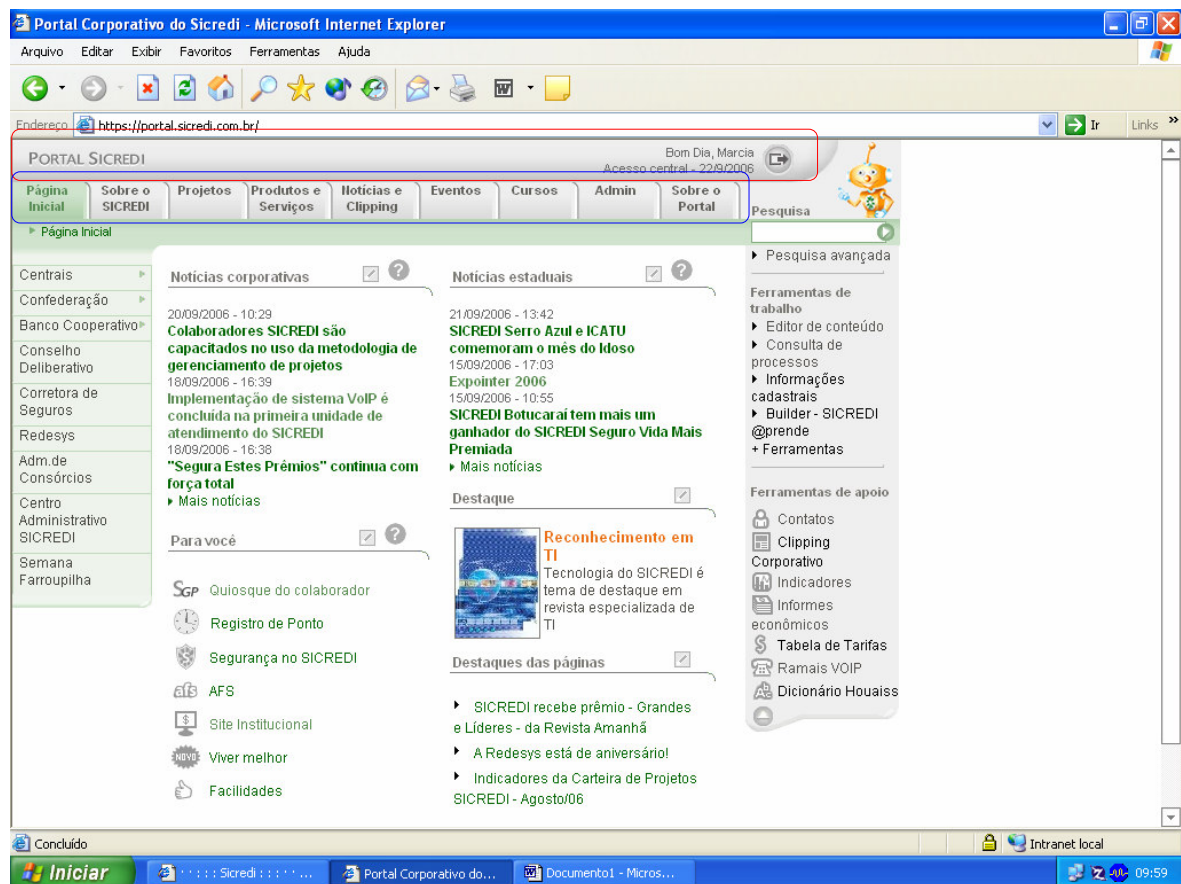 Portal Corporativo do Sicredi - Microsoft Internet Explorer
Arquivo Editar Exibir Favoritos Ferramentas Ajuda
Endereço https://portal.sicredi.com.br/ Ir Links »
PORTAL SICREDI
Bom Dia, Marcia
Acesso central - 22/9/2006
Página Inicial
Sobre o SICREDI
Projetos
Produtos e Serviços
Notícias e Clipping
Eventos
Cursos
Admin
Sobre o Portal
Página Inicial
Centrais
Confederação
Banco Cooperativo
Conselho
Deliberativo
Corretora de
Seguros
Redesys
Adm.de
Consórcios
Centro
Administrativo
SICREDI
Semana
Farroupilha
Notícias corporativas ?
20/09/2006 - 10:29
Colaboradores SICREDI são
capacitados no uso da metodologia de
gerenciamento de projetos
18/09/2006 - 16:39
Implementação de sistema VoIP é
concluída na primeira unidade de
atendimento do SICREDI
18/09/2006 - 16:38
"Segura Estes Prêmios" continua com
força total
Mais notícias
Para você ?
SGP Quiosque do colaborador
Registro de Ponto
Segurança no SICREDI
afs AFS
$ Site Institucional
NOVO Viver melhor
Facilidades
Notícias estaduais ?
21/09/2006 - 13:42
SICREDI Serro Azul e ICATU
comemoram o mês do Idoso
15/09/2006 - 17:03
Expointer 2006
15/09/2006 - 10:55
SICREDI Botucaraí tem mais um
ganhador do SICREDI Seguro Vida Mais
Premiada
Mais notícias
Destaque
Reconhecimento em
TI
Tecnologia do SICREDI é
tema de destaque em
revista especializada de
TI
Destaques das páginas
SICREDI recebe prêmio - Grandes
e Líderes - da Revista Amanhã
A Redesys está de aniversário!
Indicadores da Carteira de Projetos
SICREDI - Agosto/06
Pesquisa
Pesquisa avançada
Ferramentas de
trabalho
Editor de conteúdo
Consulta de
processos
Informações
cadastrais
Builder - SICREDI
@prende
+ Ferramentas
Ferramentas de apoio
Contatos
Clipping
Corporativo
Indicadores
Informes
econômicos
Tabela de Tarifas
Ramais VOIP
Dicionário Houaiss
Concluído
Intranet local
Iniciar
: : : : : Sicredi : : : : ...
Portal Corporativo do...
Documento1 - Micros...
09:59